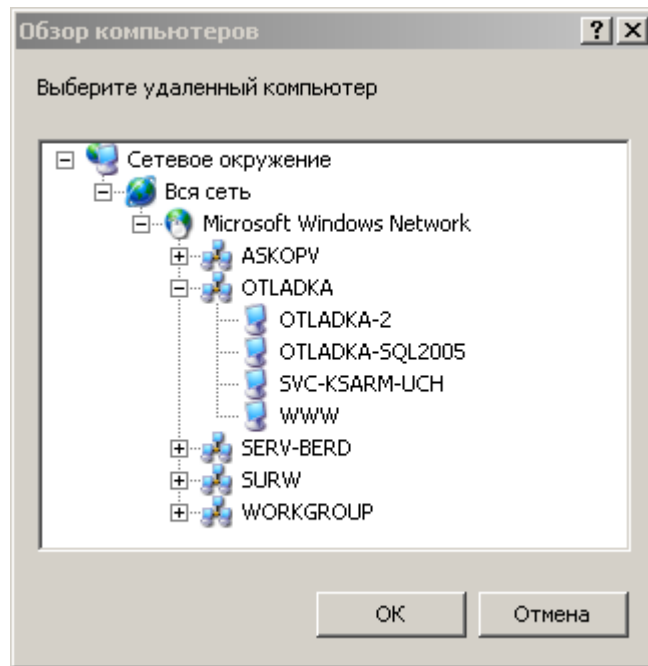 Обзор компьютеров
Выберите удаленный компьютер
Сетевое окружение
Вся сеть
Microsoft Windows Network
ASKOPV
OTLADKA
OTLADKA-2
OTLADKA-SQL2005
SVC-KSARM-UCH
WWW
SERV-BERD
SURW
WORKGROUP
ОК Отмена